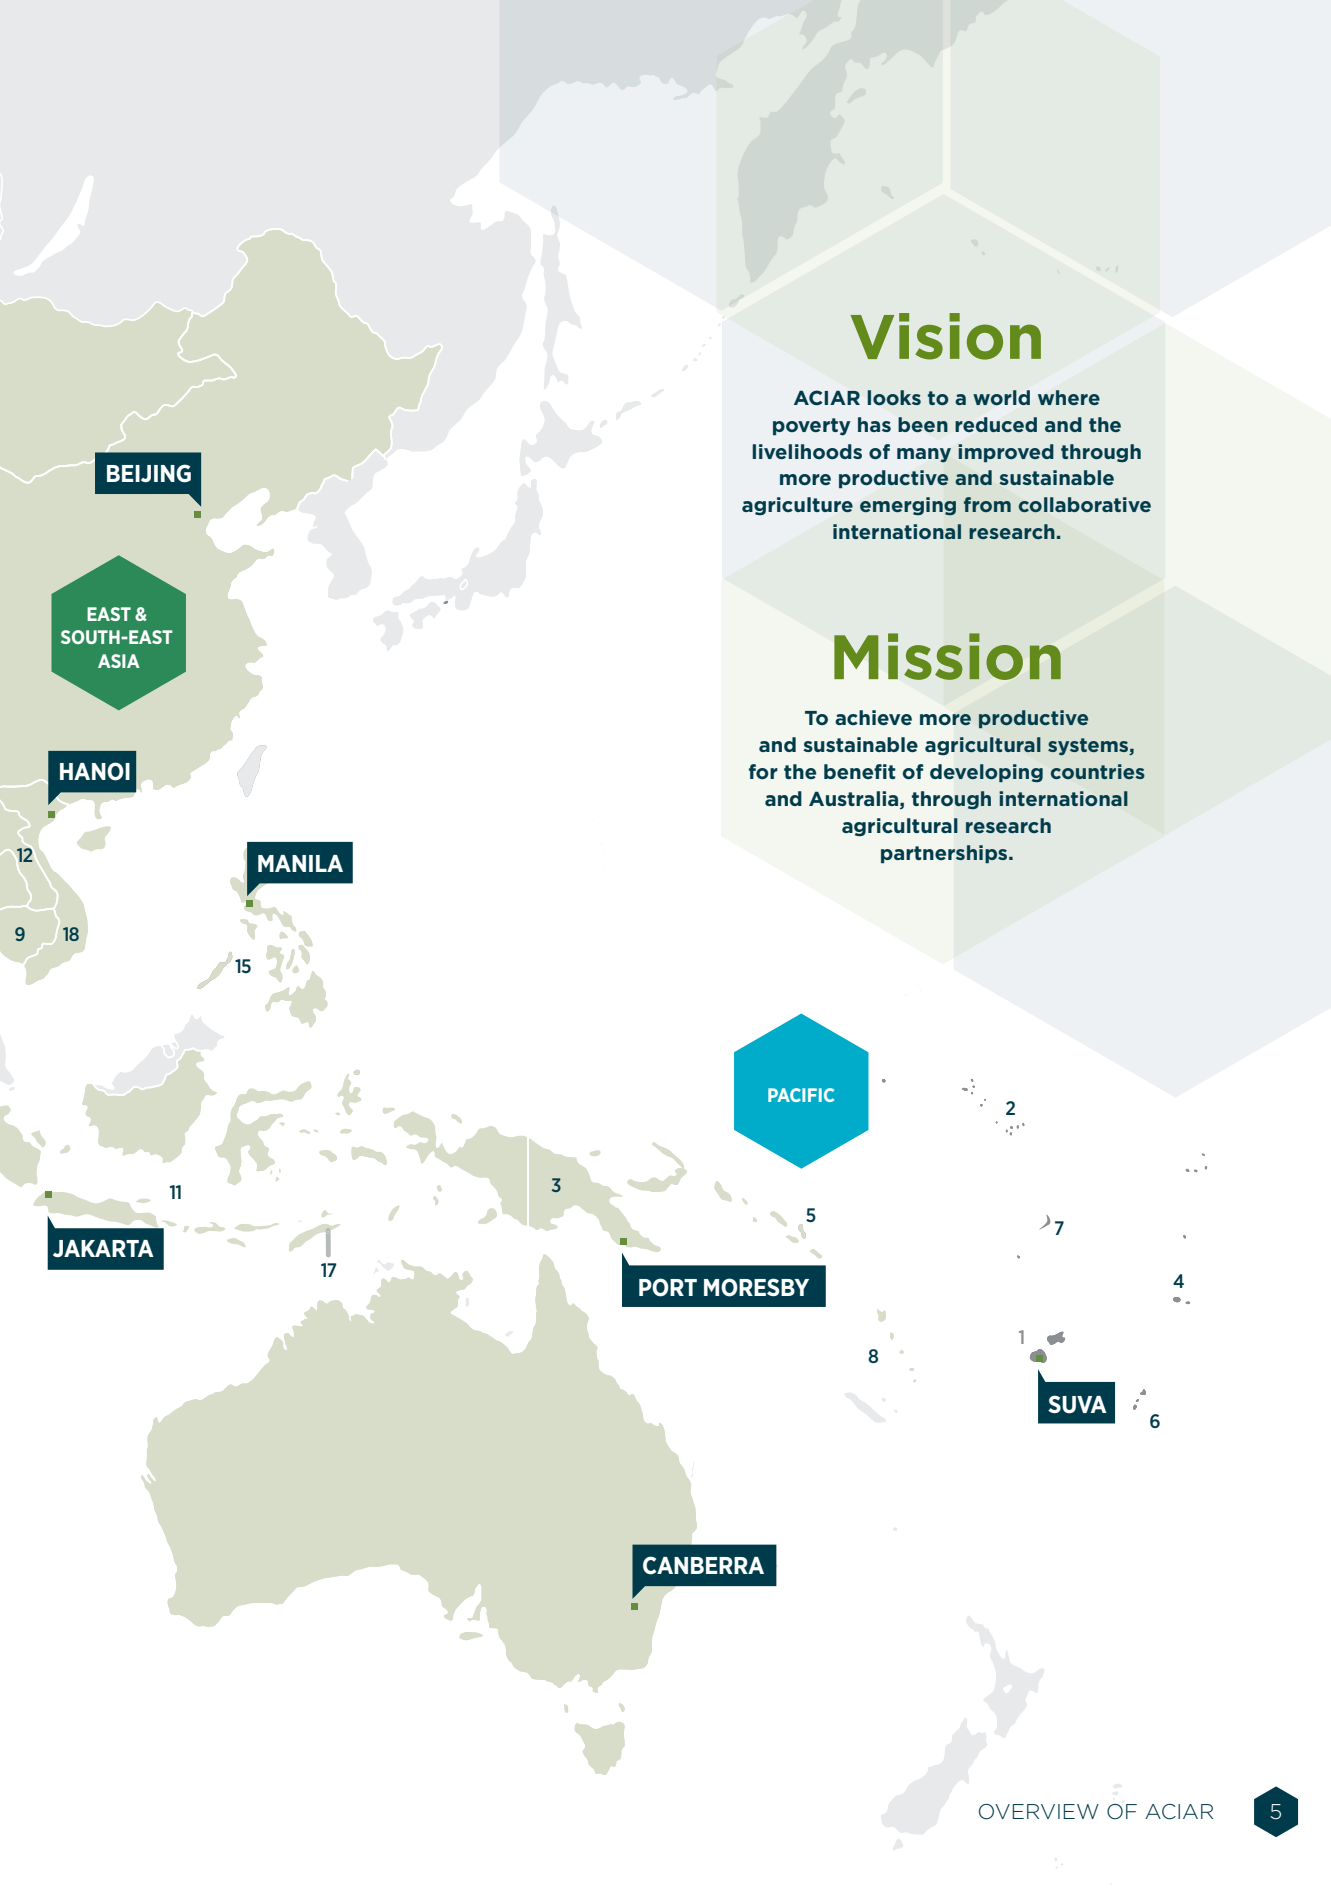 Vision
ACIAR looks to a world where
poverty has been reduced and the
livelihoods of many improved through
more productive and sustainable
agriculture emerging from collaborative
international research.
Mission
To achieve more productive
and sustainable agricultural systems,
for the benefit of developing countries
and Australia, through international
agricultural research
partnerships.
BEIJING
EAST &
SOUTH-EAST
ASIA
HANOI
12
MANILA
9
18
15
PACIFIC
2
3
11
5
7
JAKARTA
17
PORT MORESBY
4
1
8
SUVA
6
CANBERRA
OVERVIEW OF ACIAR
5